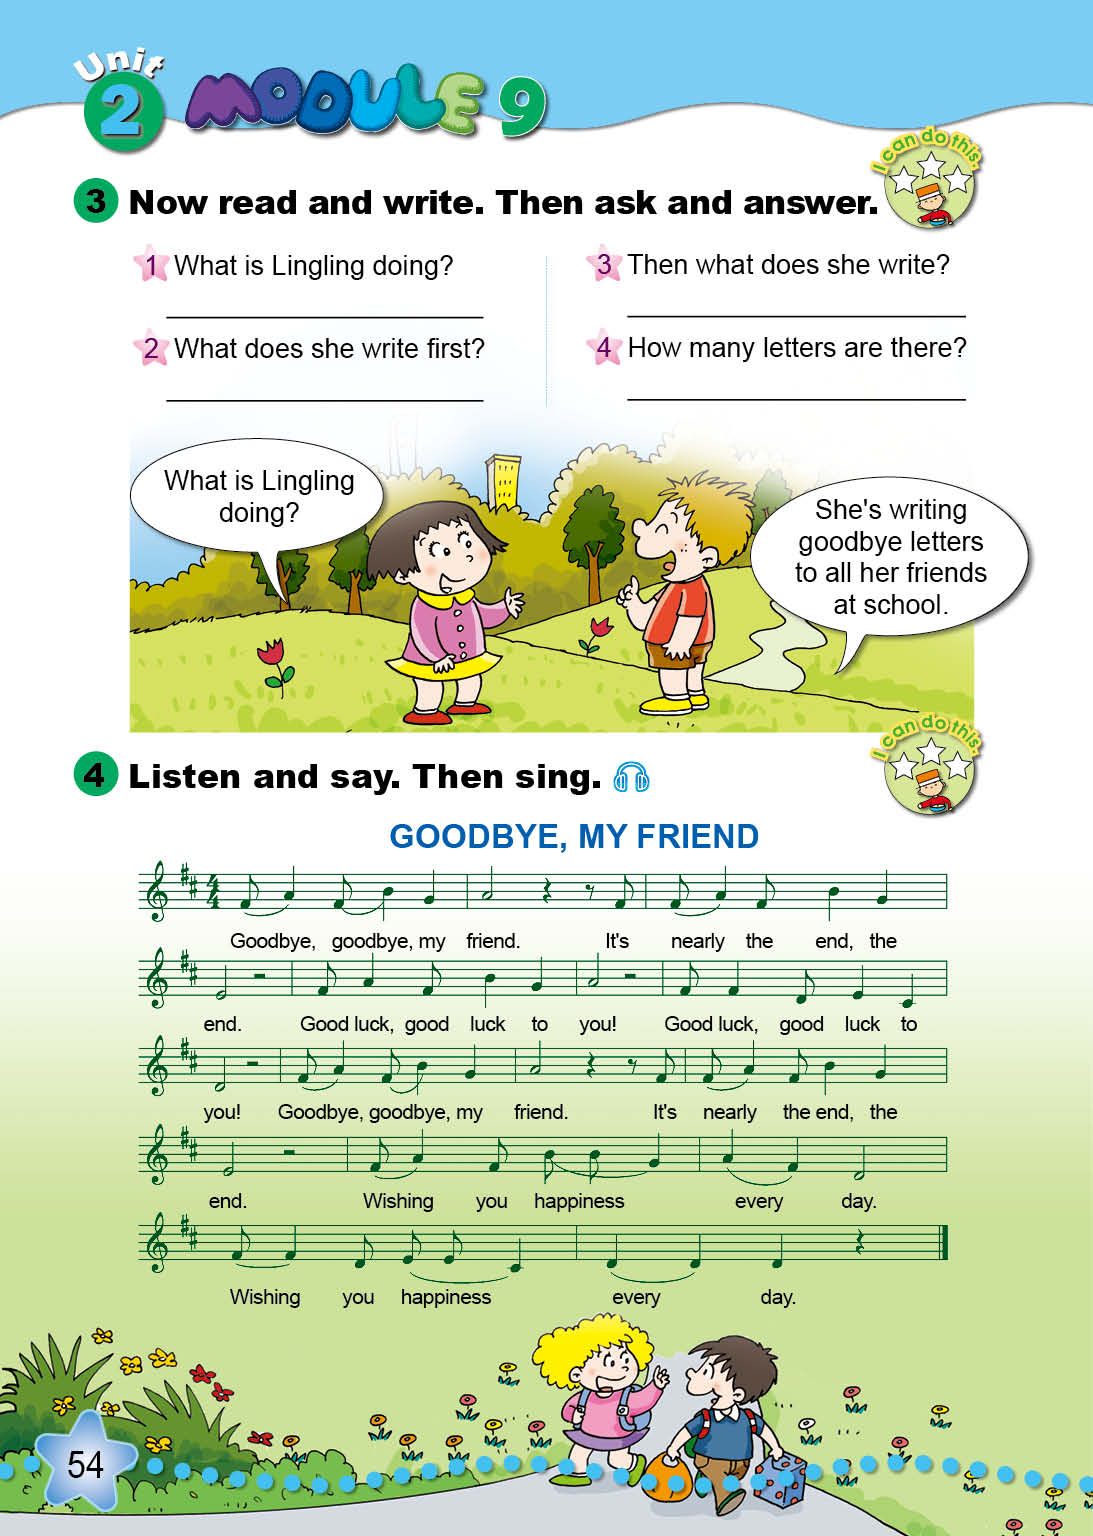 Unit
2 MODULE 9
3 Now read and write. Then ask and answer.
I can do this.
1 What is Lingling doing?
2 What does she write first?
3 Then what does she write?
4 How many letters are there?
What is Lingling
doing?
She's writing
goodbye letters
to all her friends
at school.
4 Listen and say. Then sing.
I can do this.
GOODBYE, MY FRIEND
4
4
Goodbye, goodbye, my friend. It's nearly the end, the
end. Good luck, good luck to you! Good luck, good luck to
you! Goodbye, goodbye, my friend. It's nearly the end, the
end. Wishing you happiness every day.
Wishing you happiness every day.
54